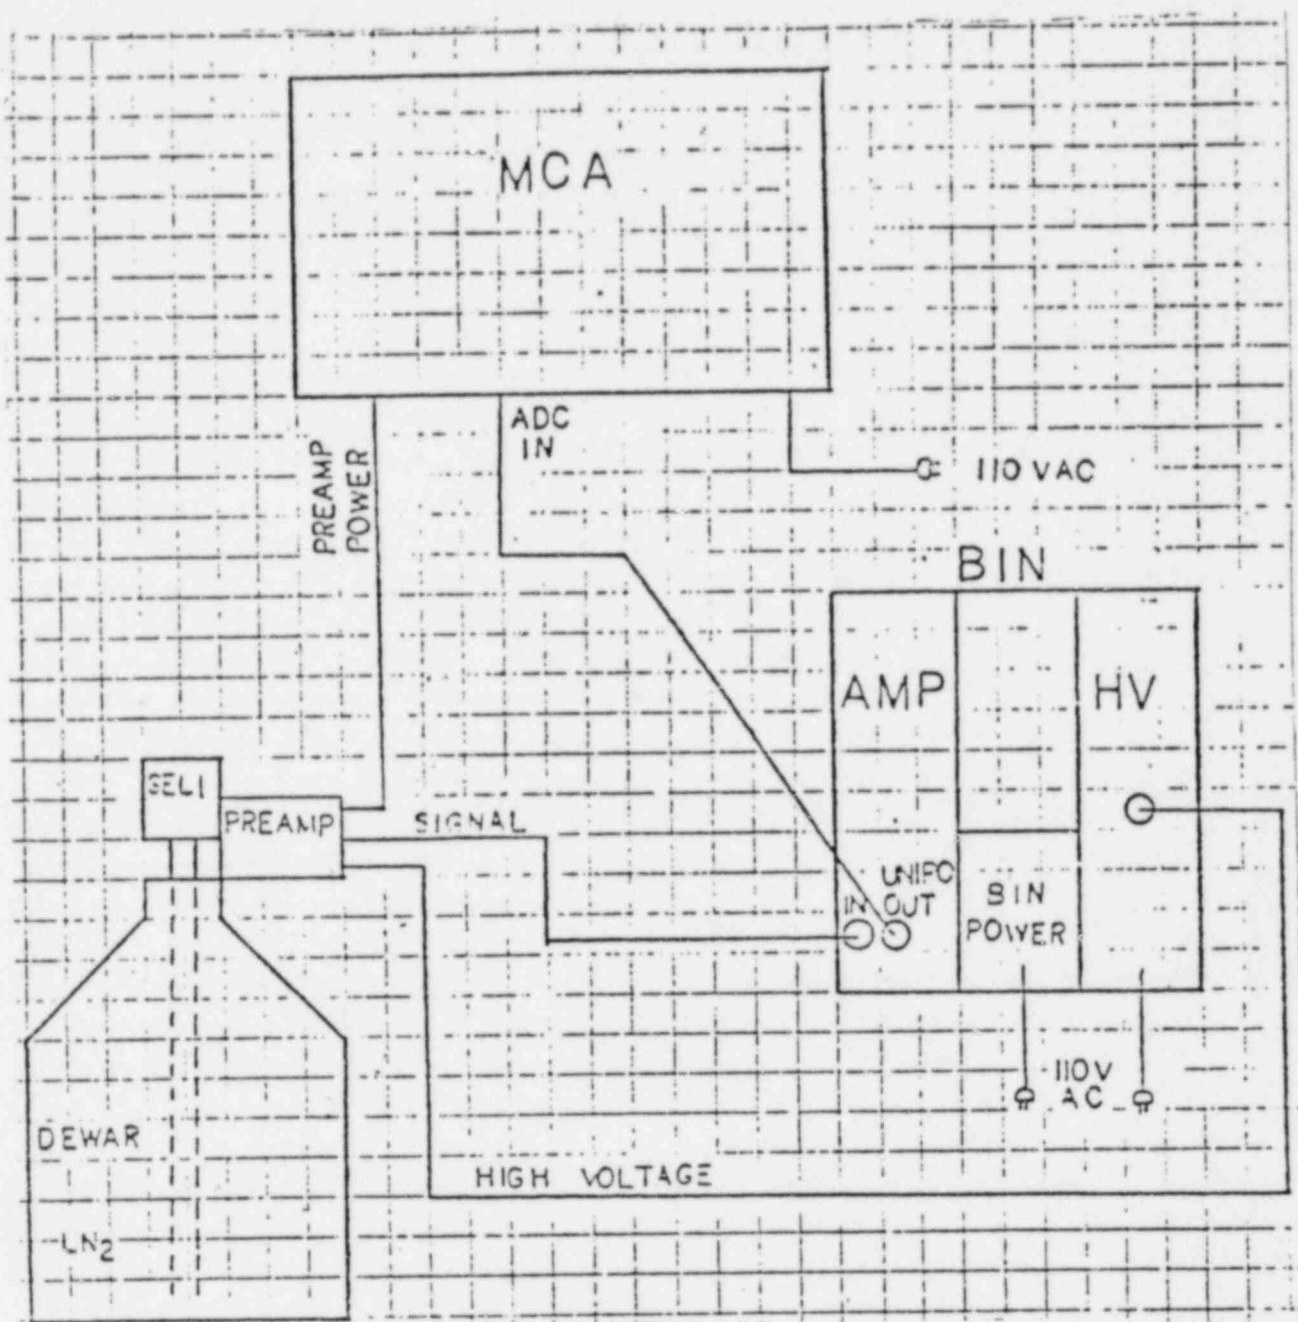 MCA
ADC
IN
PREAMP
POWER
110 VAC
BIN
AMP
HV
GELI
PREAMP
SIGNAL
UNIPO
IN OUT
BIN
POWER
110V
AC
DEWAR
HIGH VOLTAGE
LN2